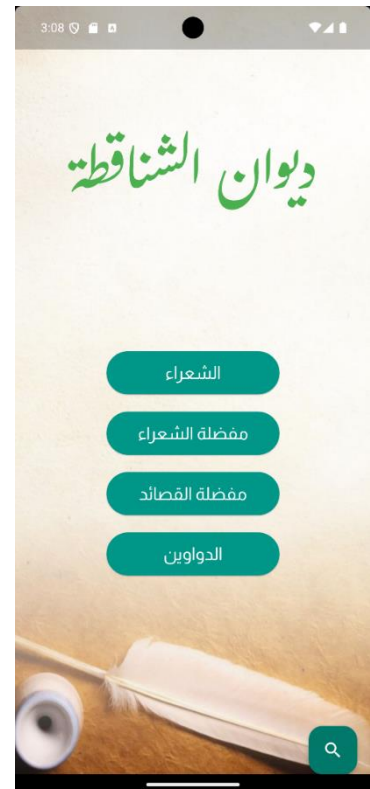 3:08
ديوان الشناقطة
الشعراء
مفضلة الشعراء
مفضلة القصائد
الدواوين